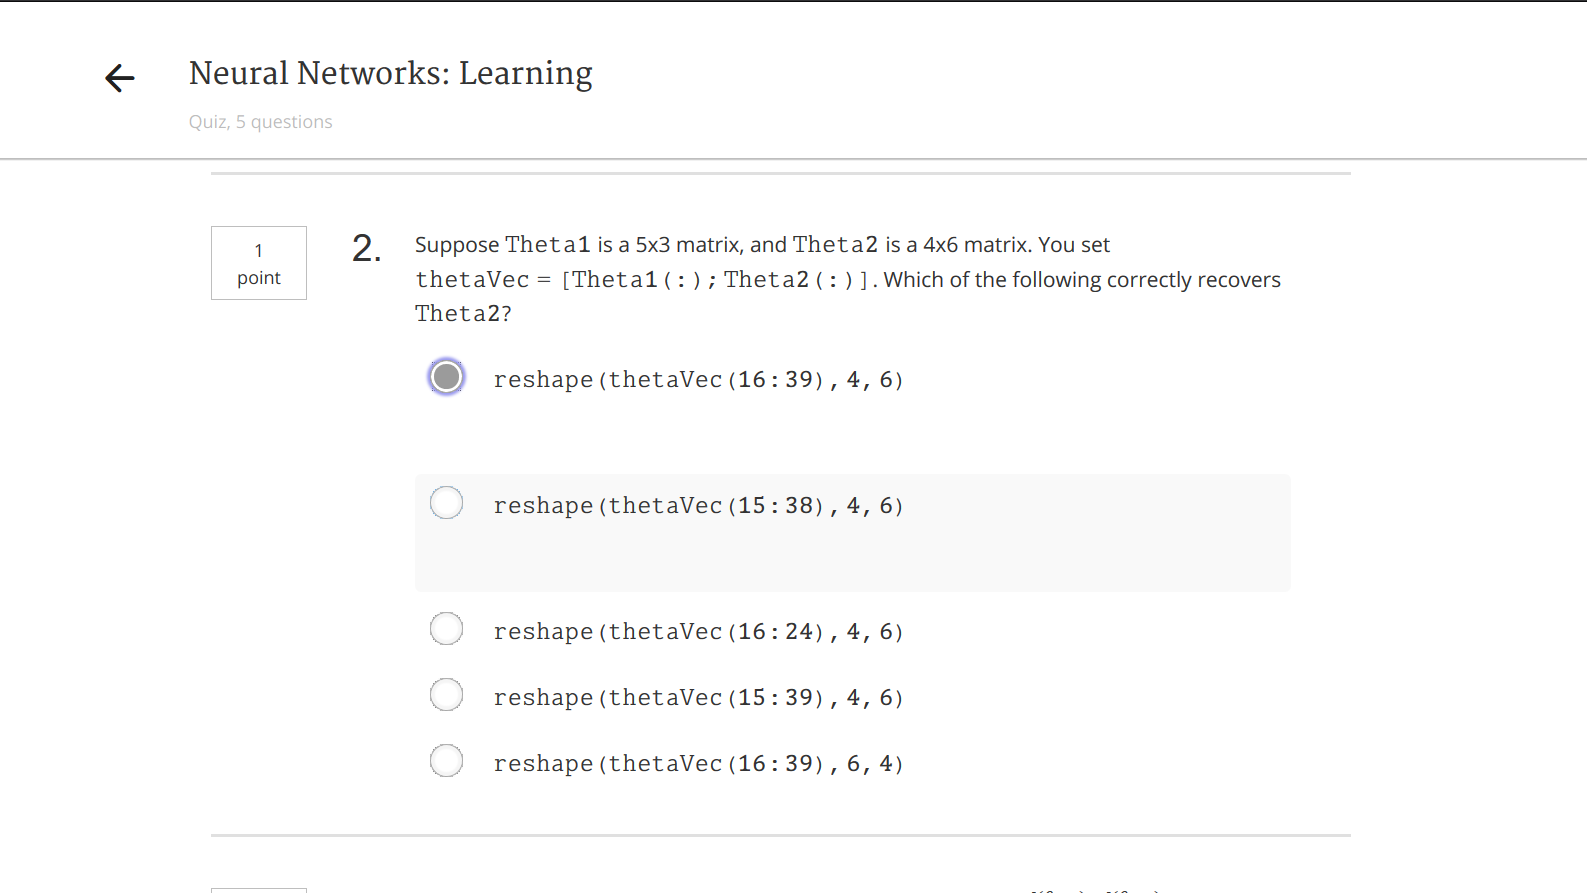 Neural Networks: Learning
Quiz, 5 questions
1
point
2.
Suppose Theta1 is a 5x3 matrix, and Theta2 is a 4x6 matrix. You set
thetaVec = [Theta1(:); Theta2(:)]. Which of the following correctly recovers
Theta2?
reshape(thetaVec(16:39), 4, 6)
reshape(thetaVec(15:38), 4, 6)
reshape(thetaVec(16:24), 4, 6)
reshape(thetaVec(15:39), 4, 6)
reshape(thetaVec(16:39), 6, 4)